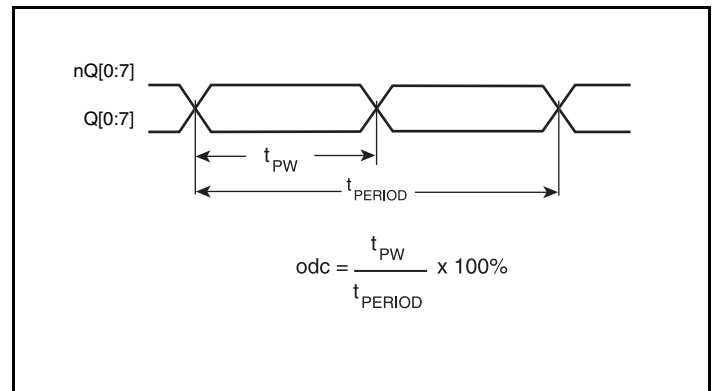 nQ[0:7]
Q[0:7]
tPW
tPERIOD
odc = tPW
tPERIOD x 100%